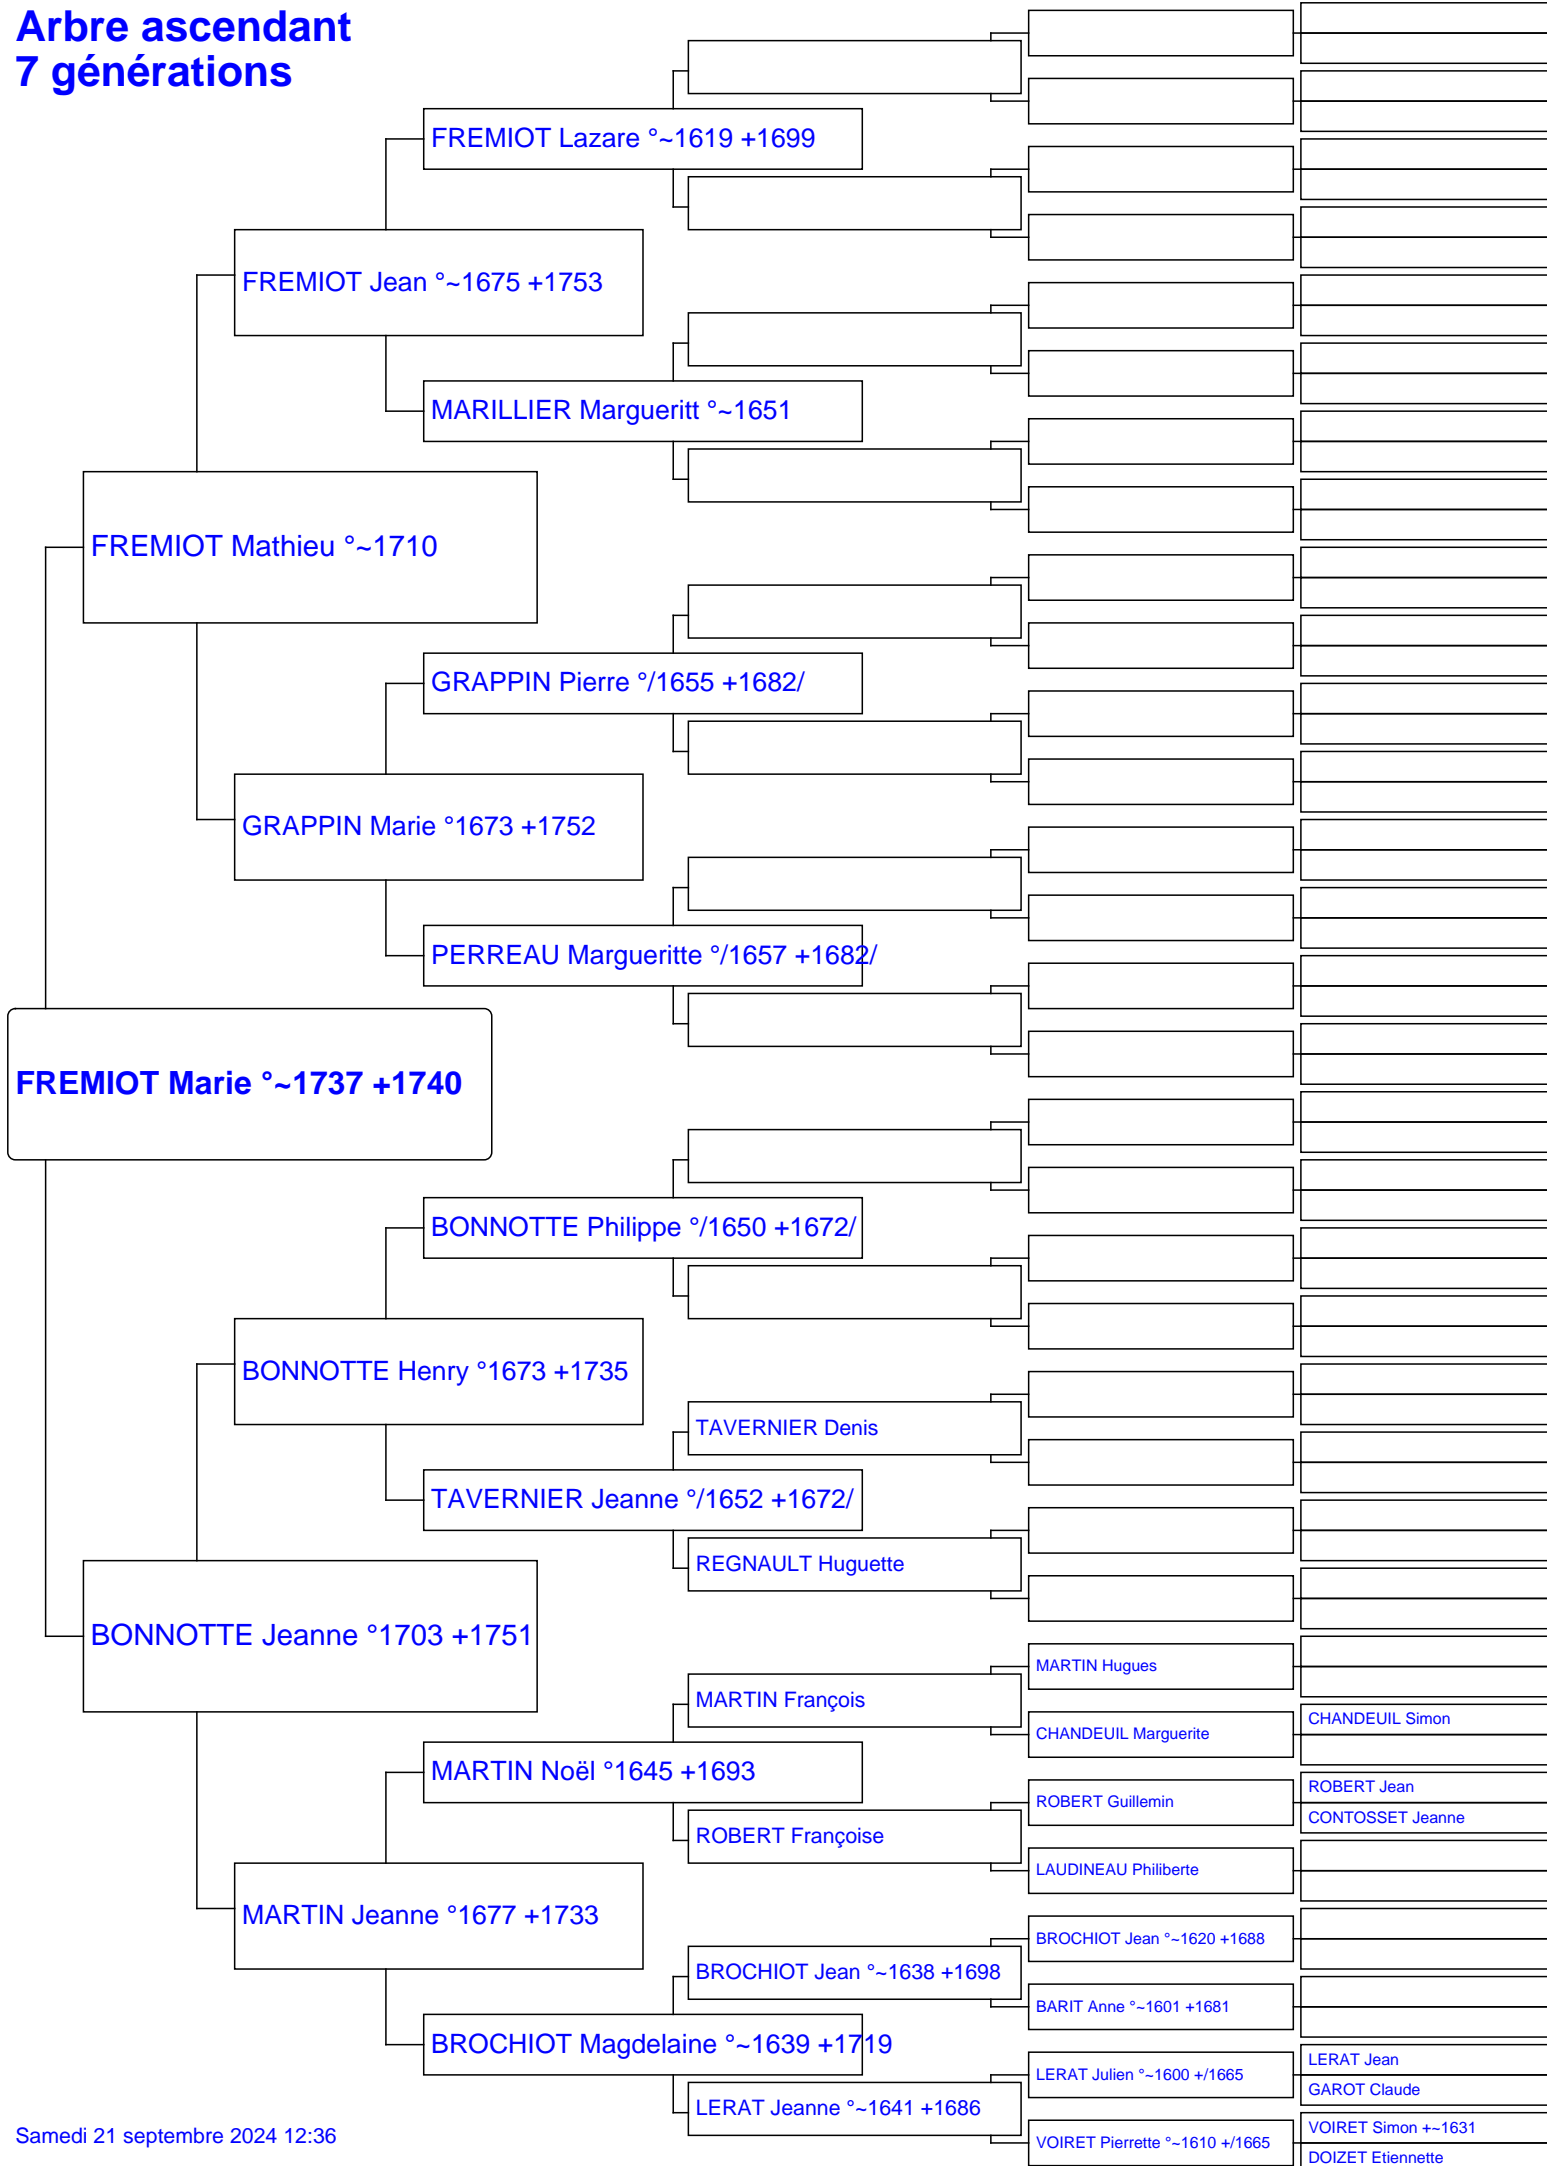 Arbre ascendant
7 générations
FREMIOT Lazare °~1619 +1699
FREMIOT Jean °~1675 +1753
MARILLIER Margueritt °~1651
FREMIOT Mathieu °~1710
GRAPPIN Pierre °/1655 +1682/
GRAPPIN Marie °1673 +1752
PERREAU Margueritte °/1657 +1682/
FREMIOT Marie °~1737 +1740
BONNOTTE Philippe °/1650 +1672/
BONNOTTE Henry °1673 +1735
TAVERNIER Denis
TAVERNIER Jeanne °/1652 +1672/
REGNAULT Huguette
BONNOTTE Jeanne °1703 +1751
MARTIN Hugues
MARTIN François
CHANDEUIL Simon
CHANDEUIL Marguerite
MARTIN Noël °1645 +1693
ROBERT Jean
ROBERT Guillemin
CONTOSSET Jeanne
ROBERT Françoise
LAUDINEAU Philiberte
MARTIN Jeanne °1677 +1733
BROCHIOT Jean °~1620 +1688
BROCHIOT Jean °~1638 +1698
BARIT Anne °~1601 +1681
BROCHIOT Magdelaine °~1639 +1719
LERAT Jean
LERAT Julien °~1600 +/1665
GAROT Claude
LERAT Jeanne °~1641 +1686
VOIRET Simon +~1631
VOIRET Pierrette °~1610 +/1665
DOIZET Etiennette
Samedi 21 septembre 2024 12:36